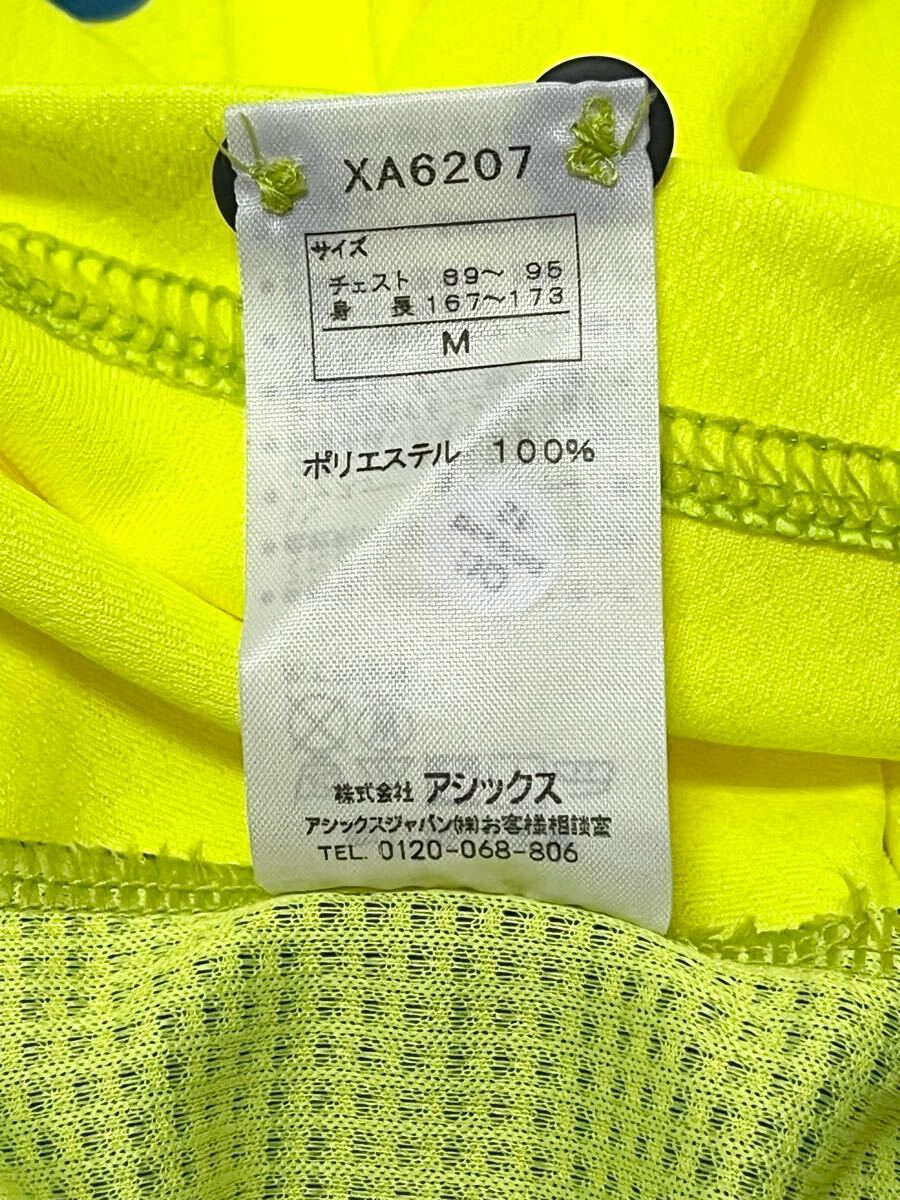 XA6207
サイズ
チェスト 89～ 95
身 長 167～173
M
ポリエステル 100%
株式会社 アシックス
アシックスジャパン(株)お客様相談室
TEL. 0120-068-806